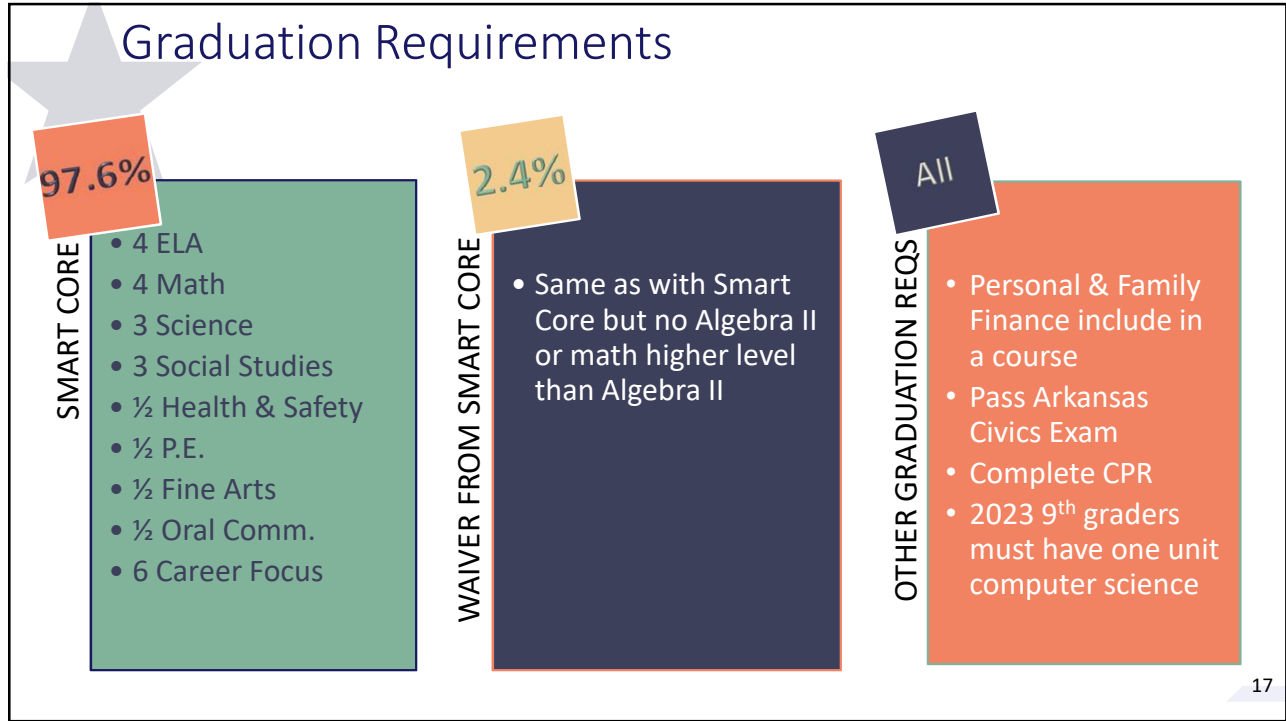 Graduation Requirements
97.6%
SMART CORE
• 4 ELA
• 4 Math
• 3 Science
• 3 Social Studies
• ½ Health & Safety
• ½ P.E.
• ½ Fine Arts
• ½ Oral Comm.
• 6 Career Focus
2.4%
WAIVER FROM SMART CORE
• Same as with Smart
Core but no Algebra II
or math higher level
than Algebra II
All
OTHER GRADUATION REQS
• Personal & Family
Finance include in
a course
• Pass Arkansas
Civics Exam
• Complete CPR
• 2023 9th graders
must have one unit
computer science
17